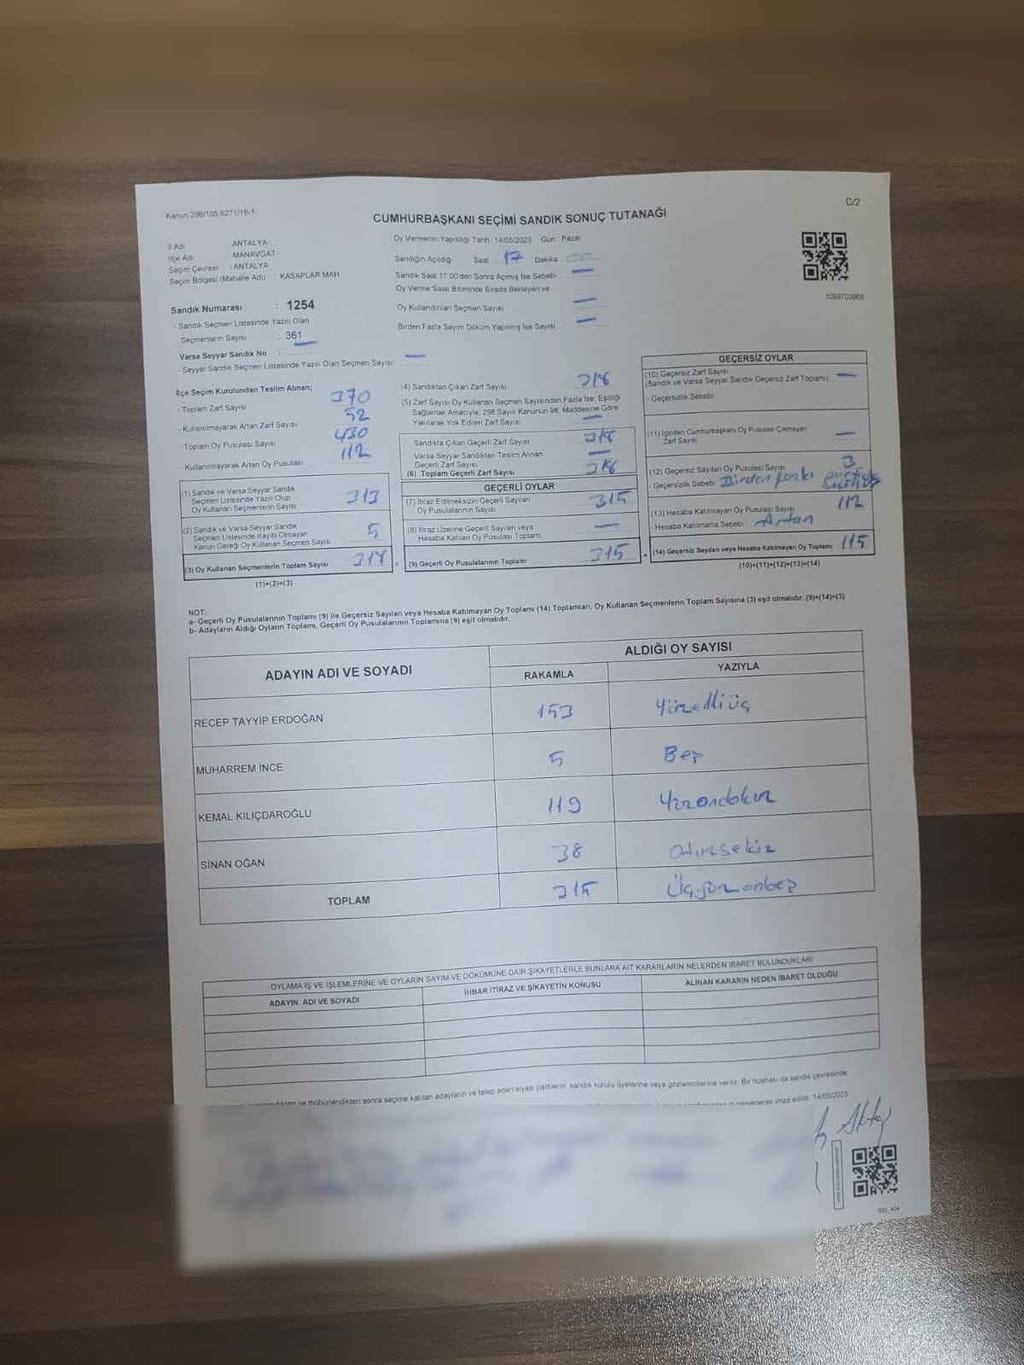 Kanun 298/105,6271/16-1
C/2
CUMHURBAŞKANI SEÇİMİ SANDIK SONUÇ TUTANAĞI
İl Adı ANTALYA
İlçe Adı MANAVGAT
Seçim Çevresi : ANTALYA
Seçim Bölgesi (Mahalle Adı) : KASAPLAR MAH
Sandık Numarası : 1254
- Sandık Seçmen Listesinde Yazılı Olan
Seçmenlerin Sayısı : 361
Varsa Seyyar Sandık No
- Seyyar Sandık Seçmen Listesinde Yazılı Olan Seçmen Sayısı
Oy Vermenin Yapıldığı Tarih :14/05/2023 Gün : Pazar
Sandığın Açıldığı Saat 17 Dakika 00
Sandık Saat 17:00'den Sonra Açılmış İse Sebebi
Oy Verme Saati Bitiminde Sırada Bekleyen ve
Oy Kullandırılan Seçmen Sayısı
Birden Fazla Sayım Döküm Yapılmış İse Sayısı
1093703868
İlçe Seçim Kurulundan Teslim Alınan;
- Toplam Zarf Sayısı 370
- Kullanılmayarak Artan Zarf Sayısı 52
- Toplam Oy Pusulası Sayısı 430
- Kullanılmayarak Artan Oy Pusulası 112
(1) Sandık ve Varsa Seyyar Sandık
Seçmen Listesinde Yazılı Olup
Oy Kullanan Seçmenlerin Sayısı 313
(2) Sandık ve Varsa Seyyar Sandık
Seçmen Listesinde Kayıtlı Olmayan
Kanun Gereği Oy Kullanan Seçmen Sayısı 5
(3) Oy Kullanan Seçmenlerin Toplam Sayısı 318
(1)+(2)=(3)
(4) Sandıktan Çıkan Zarf Sayısı 318
(5) Zarf Sayısı Oy Kullanan Seçmen Sayısından Fazla İse, Eşitliği
Sağlamak Amacıyla, 298 Sayılı Kanunun 98. Maddesine Göre
Yakılarak Yok Edilen Zarf Sayısı
Sandıkta Çıkan Geçerli Zarf Sayısı 318
Varsa Seyyar Sandıktan Teslim Alınan
Geçerli Zarf Sayısı
(6) Toplam Geçerli Zarf Sayısı 318
GEÇERLİ OYLAR
(7) İtiraz Edilmeksizin Geçerli Sayılan
Oy Pusulasının Sayısı 315
(8) İtiraz Üzerine Geçerli Sayılan veya
Hesaba Katılan Oy Pusulası Toplamı
(9) Geçerli Oy Pusulalarının Toplamı 315
GEÇERSİZ OYLAR
(10) Geçersiz Zarf Sayısı
(Sandık ve Varsa Seyyar Sandık Geçersiz Zarf Toplamı)
- Geçersizlik Sebebi
(11) İçinden Cumhurbaşkanı Oy Pusulası Çıkmayan
Zarf Sayısı
(12) Geçersiz Sayılan Oy Pusulası Sayısı 3
- Geçersizlik Sebebi Birden fazla
(13) Hesaba Katılmayan Oy Pusulası Sayısı 112
- Hesaba Katılmama Sebebi Artan
(14) Geçersiz Sayılan veya Hesaba Katılmayan Oy Toplamı 115
(10)+(11)+(12)+(13)=(14)
NOT:
a- Geçerli Oy Pusulalarının Toplamı (9) ile Geçersiz Sayılan veya Hesaba Katılmayan Oy Toplamı (14) Toplamları, Oy Kullanan Seçmenlerin Toplam Sayısına (3) eşit olmalıdır. (9)+(14)=(3)
b- Adayların Aldığı Oyların Toplamı, Geçerli Oy Pusulalarının Toplamına (9) eşit olmalıdır.
ADAYIN ADI VE SOYADI
ALDIĞI OY SAYISI
RAKAMLA YAZIYLA
RECEP TAYYİP ERDOĞAN 153 Yüzelliüç
MUHARREM İNCE 5 Beş
KEMAL KILIÇDAROĞLU 119 Yüzondokuz
SİNAN OĞAN 38 Otuzsekiz
TOPLAM 315 Üçyüzonbeş
OYLAMA İŞ VE İŞLEMLERİNE VE OYLARIN SAYIM VE DÖKÜMÜNE DAİR ŞİKAYETLERLE BUNLARA AİT KARARLARIN NELERDEN İBARET BULUNDUKLARI
ADAYIN ADI VE SOYADI İHBAR İTİRAZ VE ŞİKAYETİN KONUSU ALINAN KARARIN NEDEN İBARET OLDUĞU
ve mühürlendikten sonra seçime katılan adayların ve talep eden siyasi partilerin, sandık kurulu üyelerine veya gözlemcilerine verilir. Bir nüshası da sandık çevresinde
imza edildi. 14/05/2023